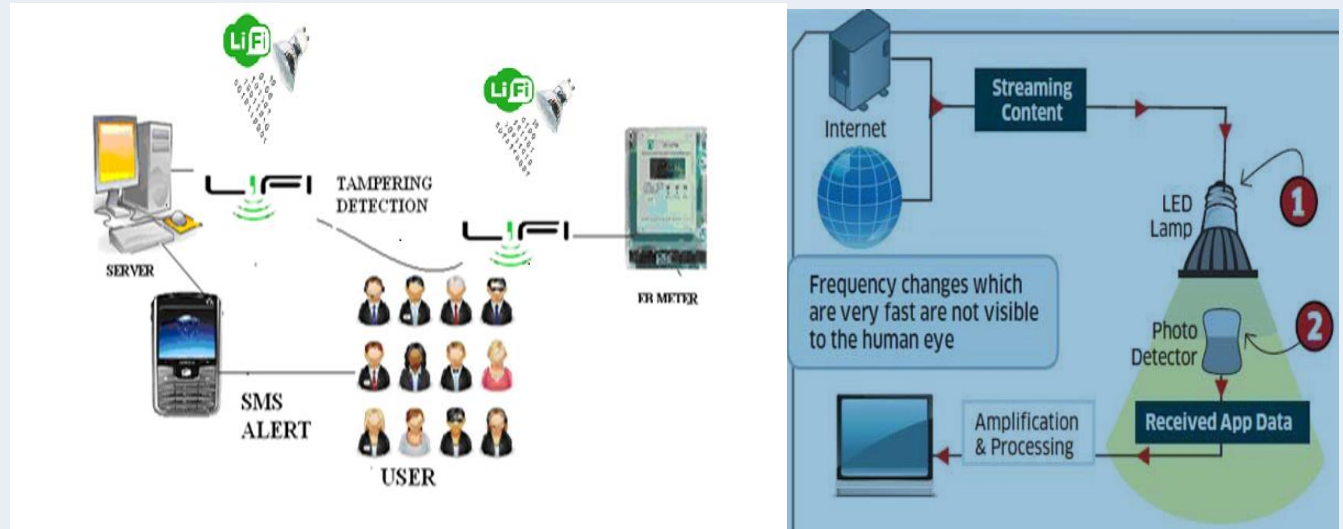 LiFi
LiFi
LiFi
TAMPERING
DETECTION
LiFi
SERVER
EB METER
SMS
ALERT
USER
Internet
Streaming
Content
LED
Lamp
1
Frequency changes which
are very fast are not visible
to the human eye
Photo
Detector
2
Received App Data
Amplification
& Processing